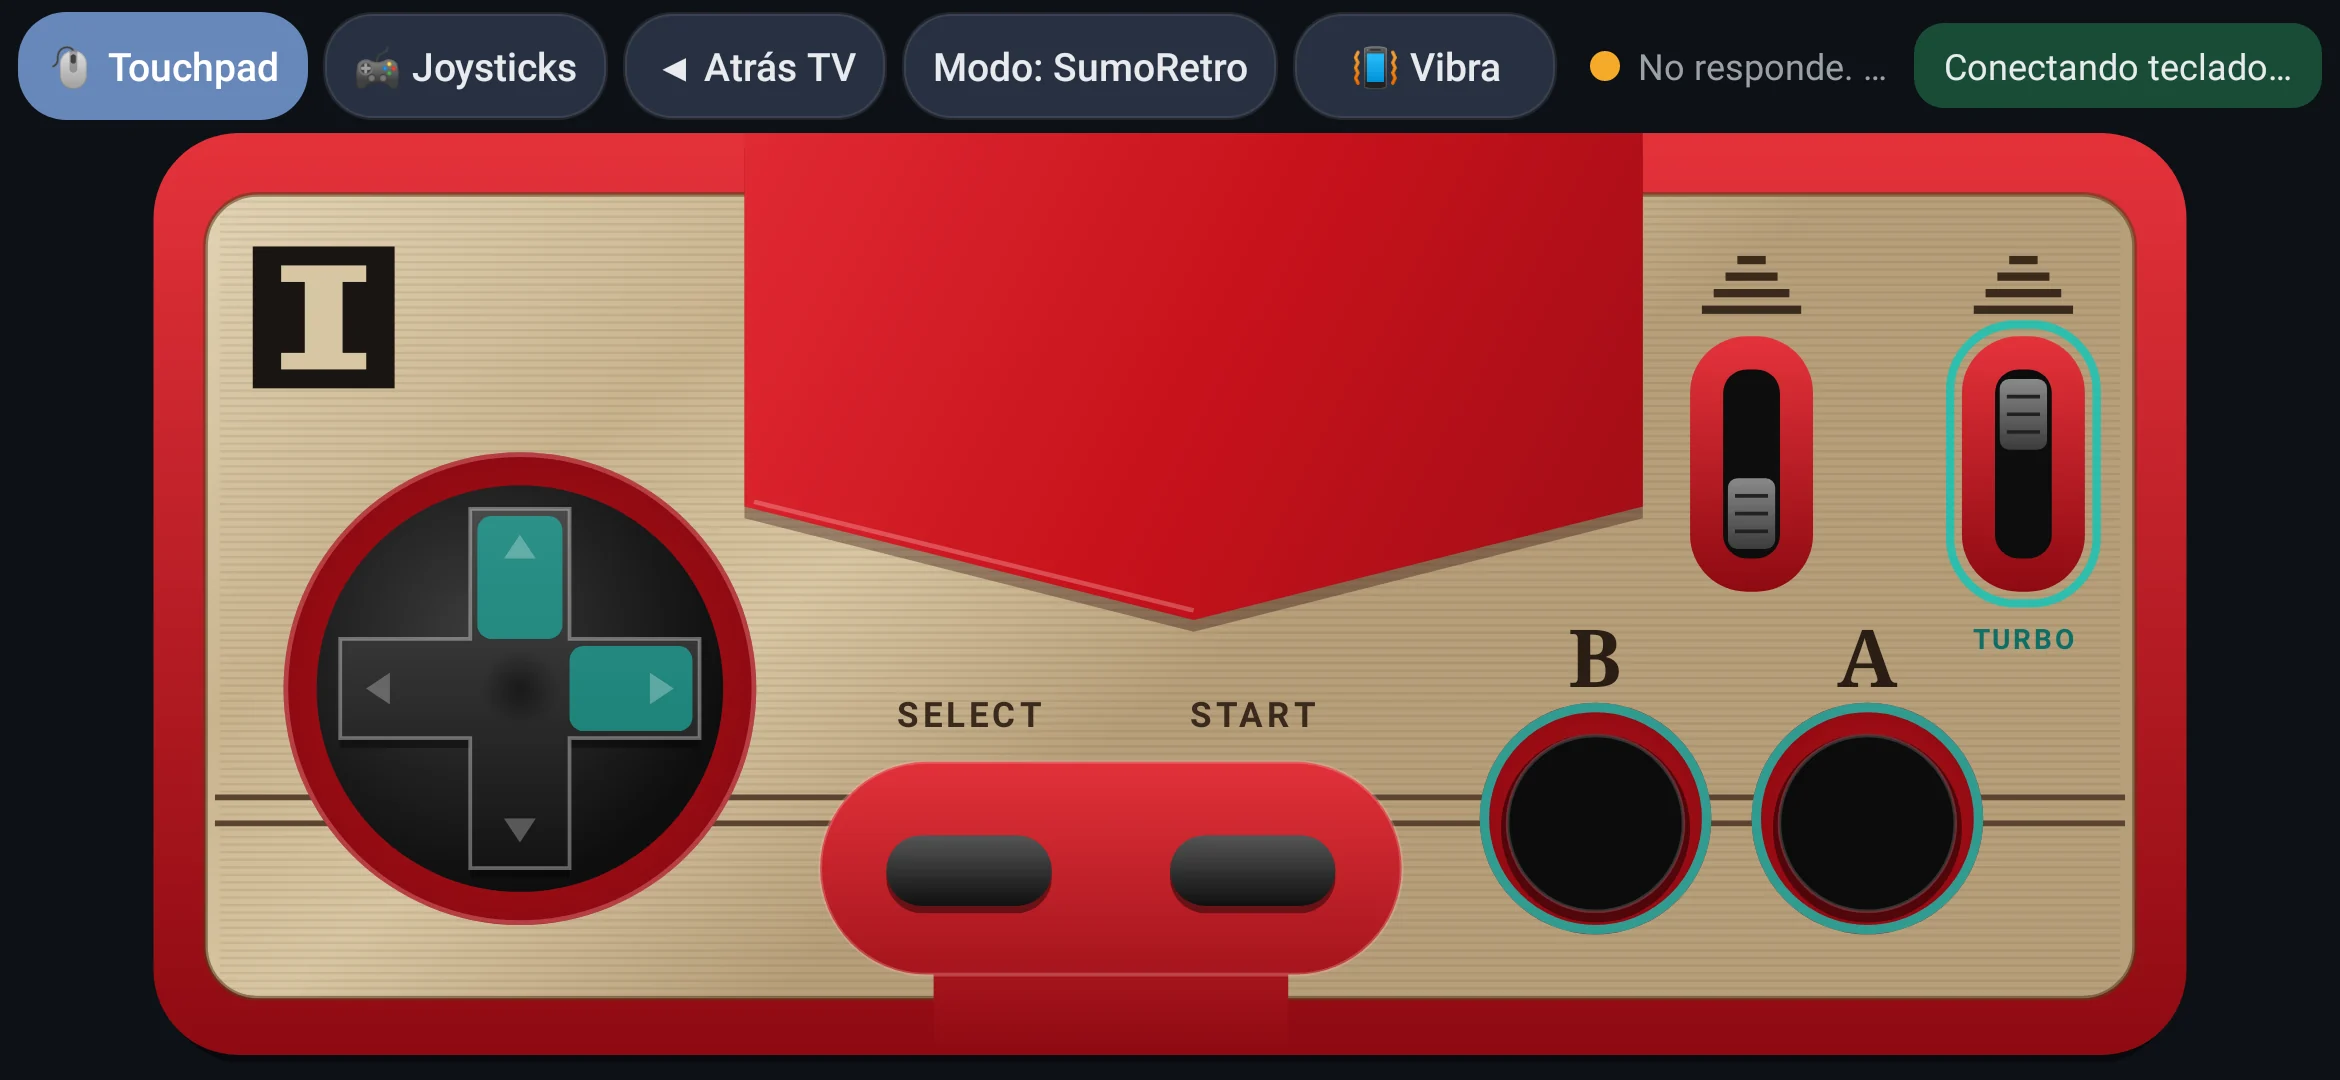 Touchpad
Joysticks
◀ Atrás TV
Modo: SumoRetro
Vibra
No responde. …
Conectando teclado…
I
B
A
TURBO
SELECT
START